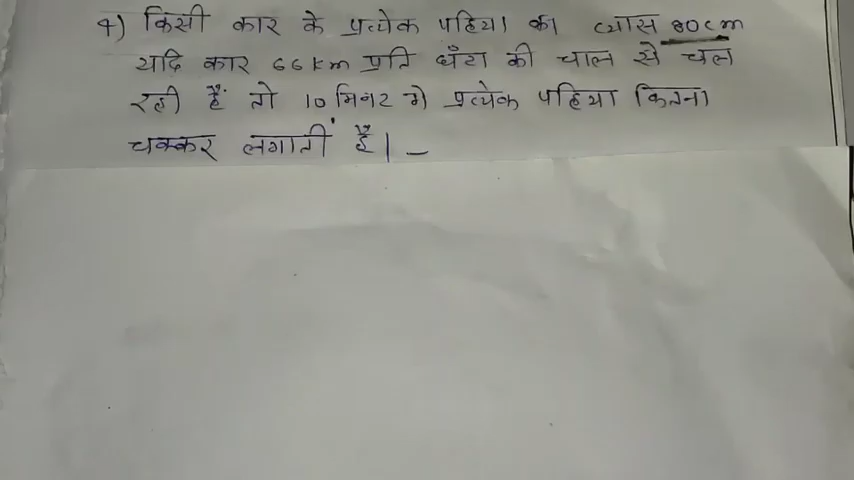 4) किसी कार के प्रत्येक पहिया का व्यास 80cm
यदि कार 66km प्रति घँटा की चाल से चल
रही हैं तो 10 मिनट मे प्रत्येक पहिया कितना
चक्कर लगातीं हैं। _